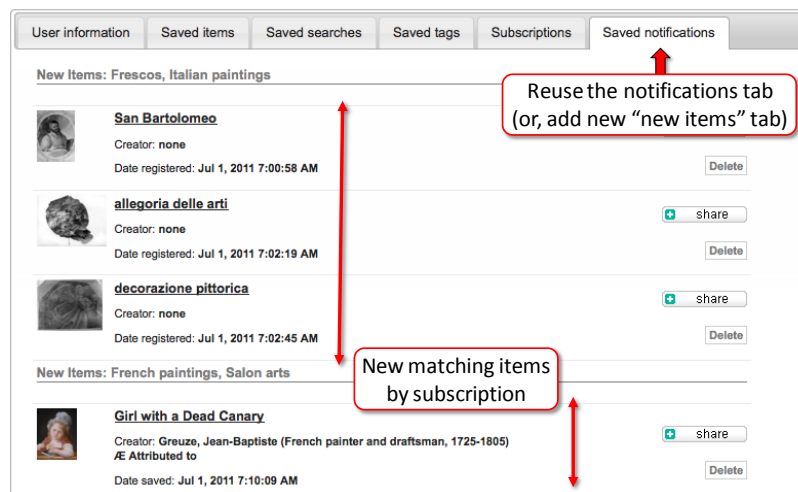 User information Saved items Saved searches Saved tags Subscriptions Saved notifications
New Items: Frescos, Italian paintings
Reuse the notifications tab
(or, add new “new items” tab)
San Bartolomeo
Creator: none
Date registered: Jul 1, 2011 7:00:58 AM
Delete
allegoria delle arti
share
Creator: none
Date registered: Jul 1, 2011 7:02:19 AM
Delete
decorazione pittorica
share
Creator: none
Date registered: Jul 1, 2011 7:02:45 AM
Delete
New matching items
by subscription
New Items: French paintings, Salon arts
Girl with a Dead Canary
share
Creator: Greuze, Jean-Baptiste (French painter and draftsman, 1725-1805)
Æ Attributed to
Delete
Date saved: Jul 1, 2011 7:10:09 AM